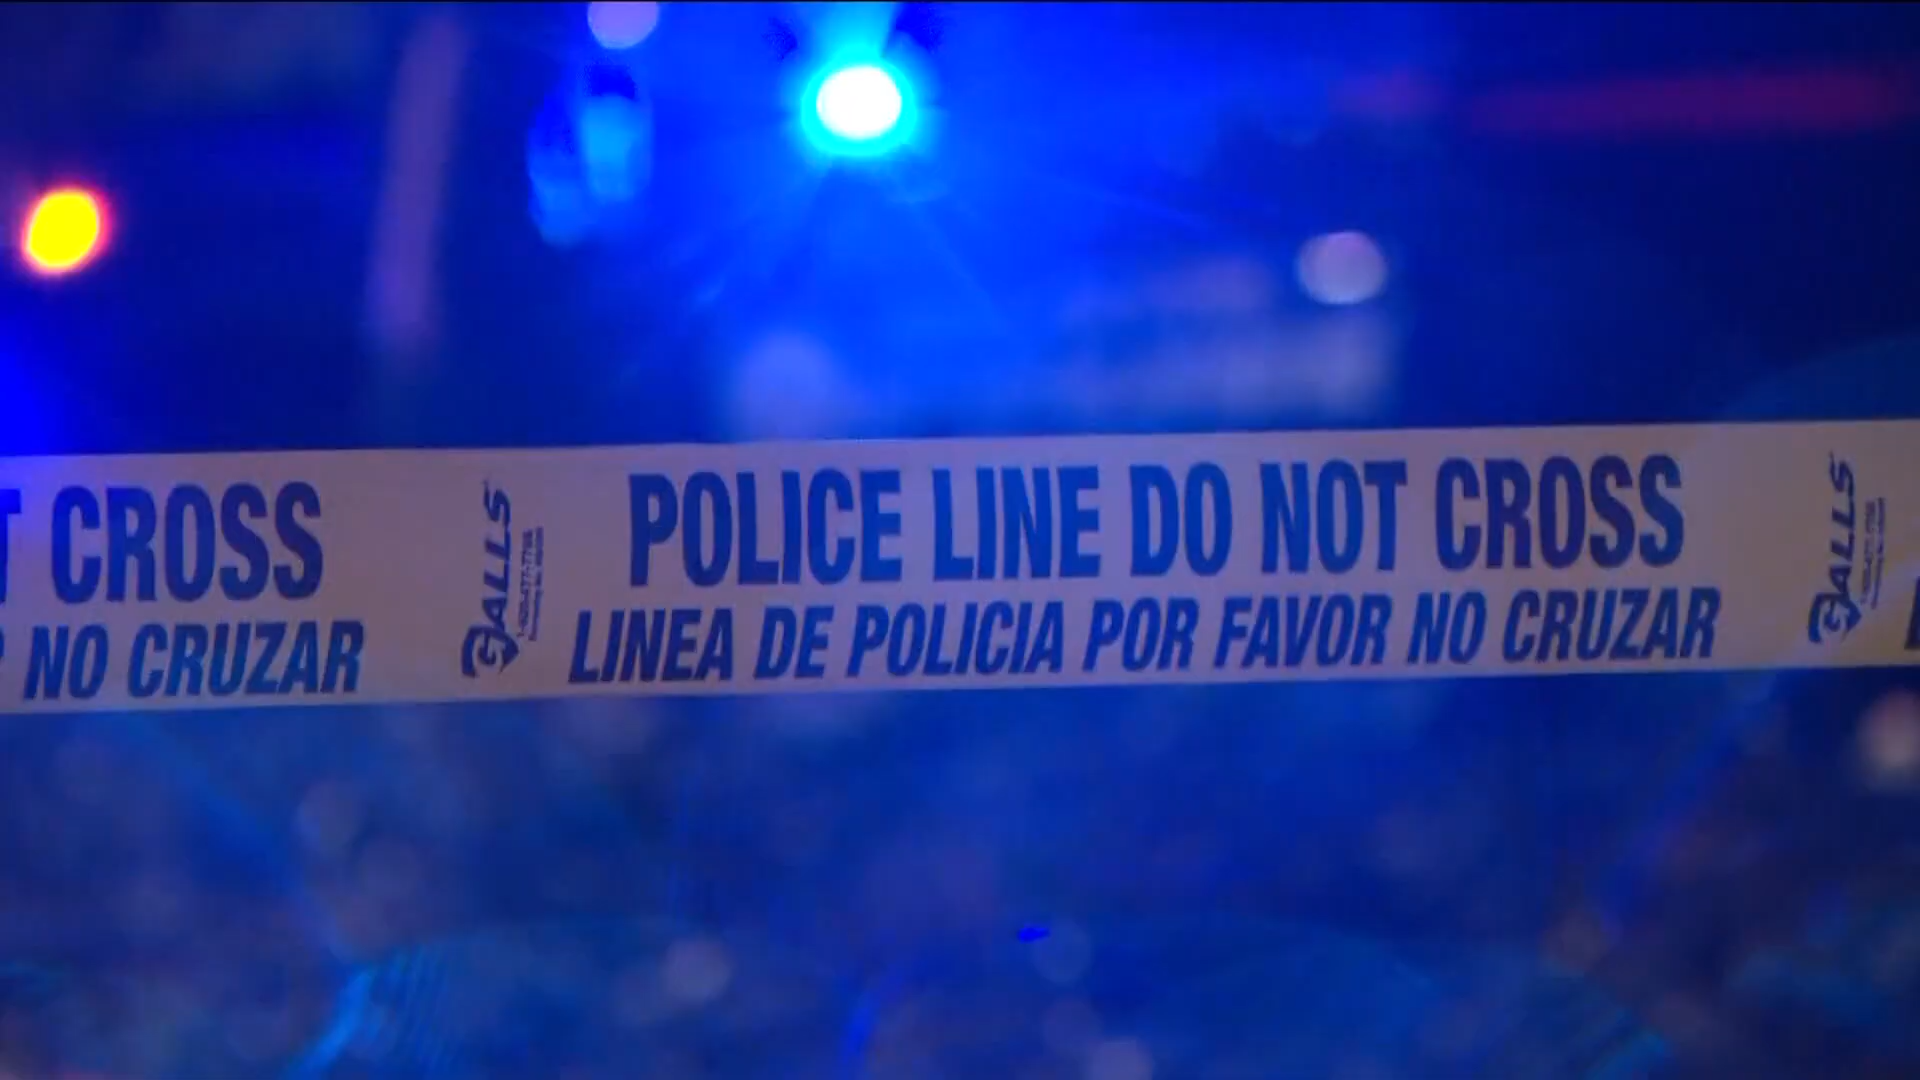 T CROSS
NO CRUZAR
GALLS
POLICE LINE DO NOT CROSS
LINEA DE POLICIA POR FAVOR NO CRUZAR
GALLS